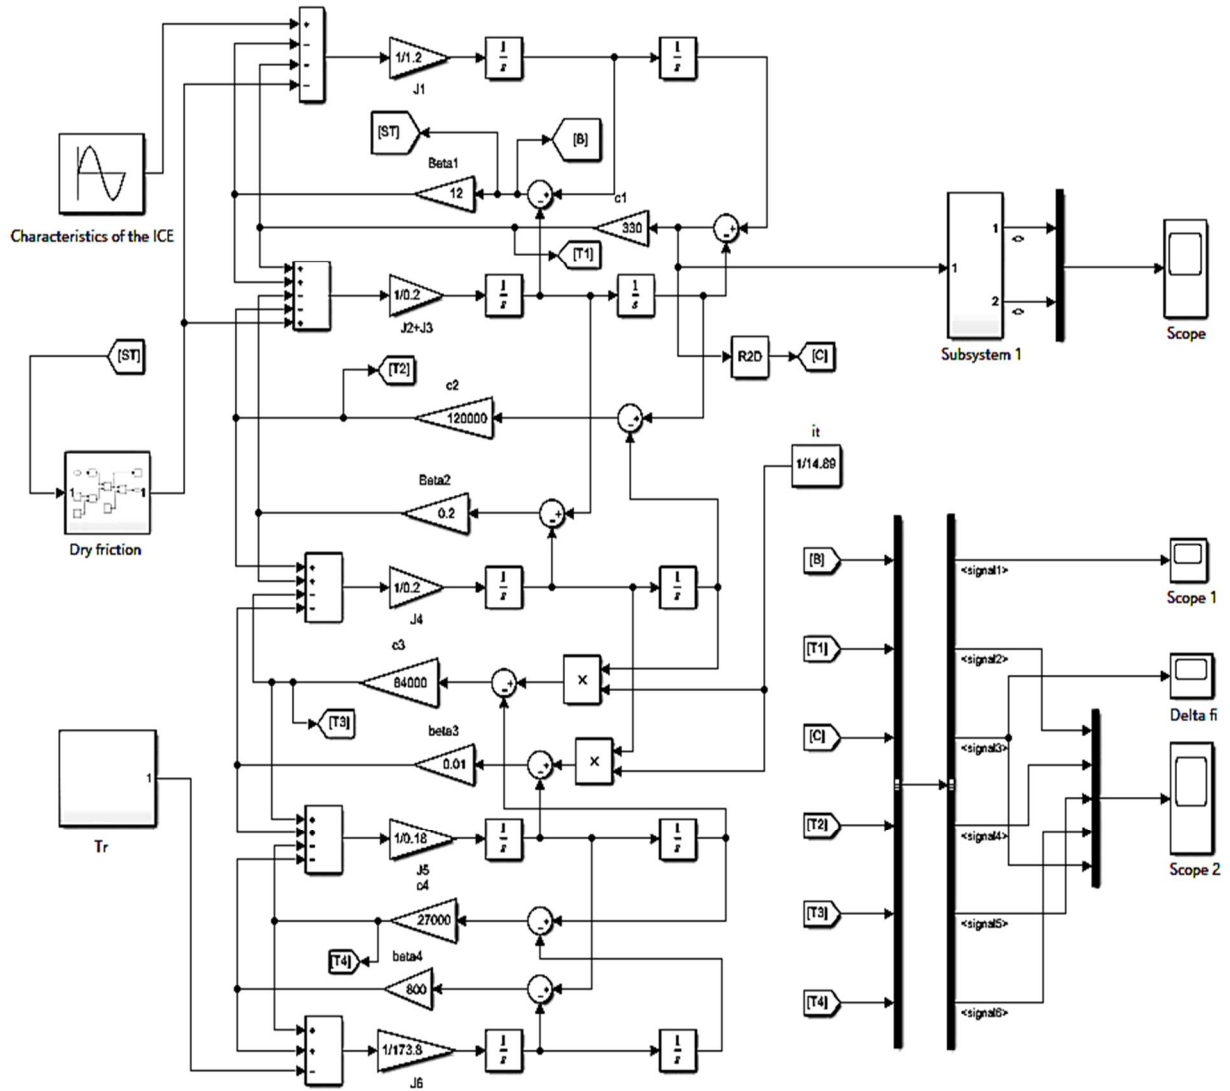 1/1.2
1
s
1
s
J1
[ST]
[B]
Beta1
12
c1
330
[T1]
Characteristics of the ICE
1/0.2
1
s
1
s
J2+J3
1
1
2
Subsystem 1
Scope
[ST]
[T2]
R2D
[C]
c2
120000
it
1/14.89
Beta2
0.2
1
1
Dry friction
1/0.2
1
s
1
s
J4
[B]
<signal1>
Scope 1
c3
84000
×
[T3]
[T1]
<signal2>
Delta fi
beta3
0.01
×
[C]
<signal3>
1
Tr
1/0.18
1
s
1
s
J5
[T2]
<signal4>
Scope 2
c4
27000
[T3]
<signal5>
[T4]
beta4
800
[T4]
<signal6>
1/173.8
1
s
1
s
J6